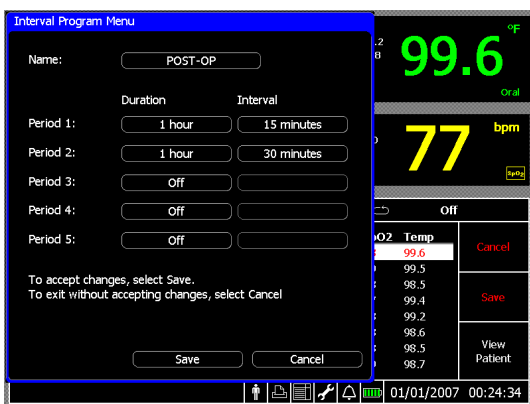 Interval Program Menu
Name: POST-OP
Duration Interval
Period 1: 1 hour 15 minutes
Period 2: 1 hour 30 minutes
Period 3: Off
Period 4: Off
Period 5: Off
To accept changes, select Save.
To exit without accepting changes, select Cancel
Save Cancel
.2
8
99.6
°F
Oral
77
bpm
SpO2
Off
O2 Temp
99.6
99.5
98.5
99.4
99.2
98.6
98.5
98.7
Cancel
Save
View
Patient
01/01/2007 00:24:34